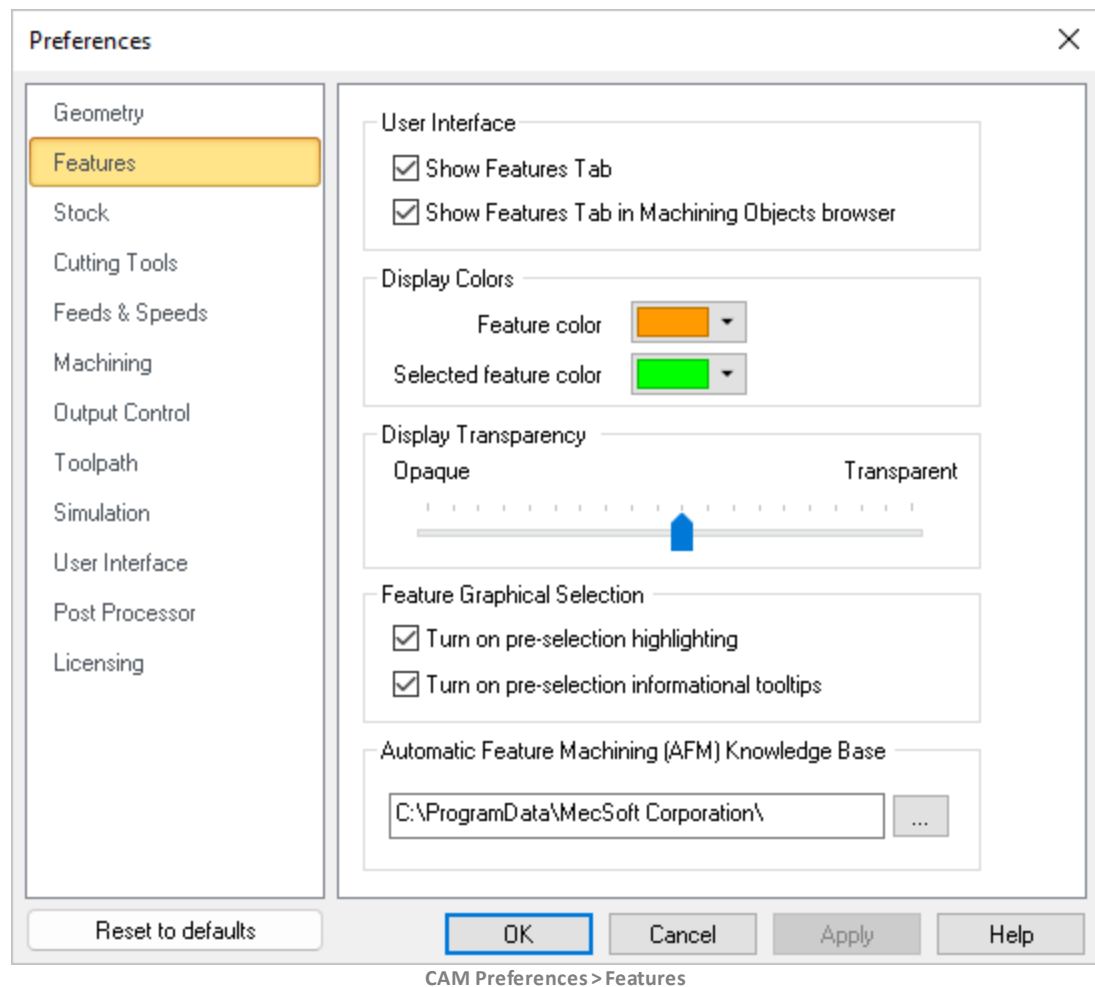 Preferences
Geometry
Features
Stock
Cutting Tools
Feeds & Speeds
Machining
Output Control
Toolpath
Simulation
User Interface
Post Processor
Licensing
User Interface
Show Features Tab
Show Features Tab in Machining Objects browser
Display Colors
Feature color
Selected feature color
Display Transparency
Opaque Transparent
Feature Graphical Selection
Turn on pre-selection highlighting
Turn on pre-selection informational tooltips
Automatic Feature Machining (AFM) Knowledge Base
C:\ProgramData\MecSoft Corporation\ ...
Reset to defaults OK Cancel Apply Help
CAM Preferences > Features